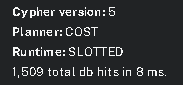 Cypher version: 5
Planner: COST
Runtime: SLOTTED
1,509 total db hits in 8 ms.